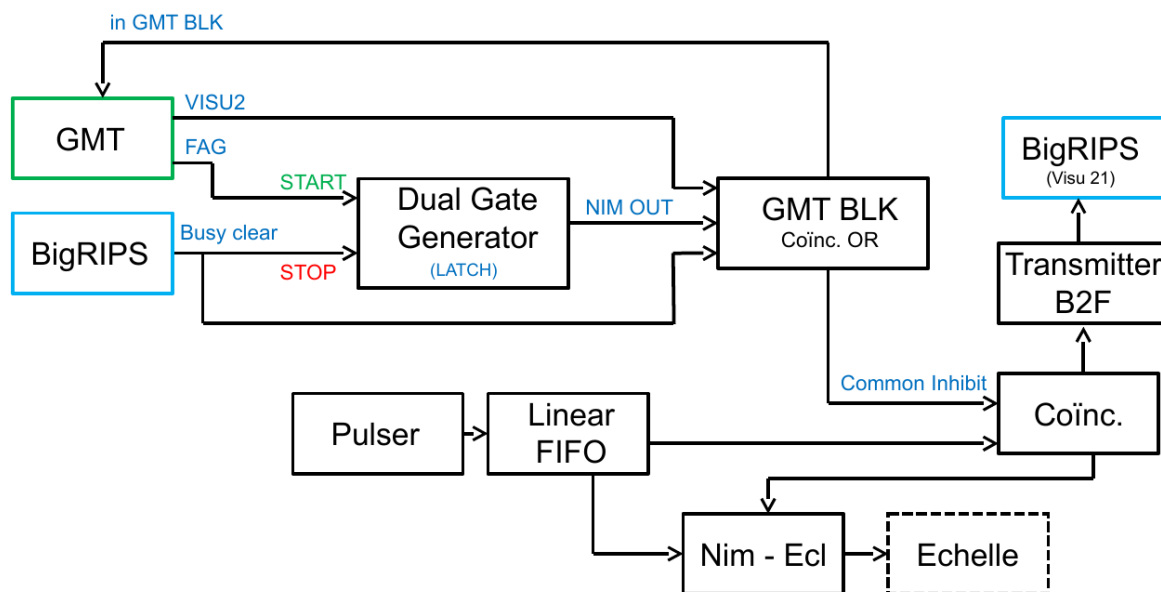 in GMT BLK
VISU2
GMT
FAG
START
BigRIPS
Busy clear
STOP
Dual Gate
Generator
(LATCH)
NIM OUT
GMT BLK
Coïnc. OR
BigRIPS
(Visu 21)
Transmitter
B2F
Common Inhibit
Coïnc.
Pulser
Linear
FIFO
Nim - Ecl
Echelle